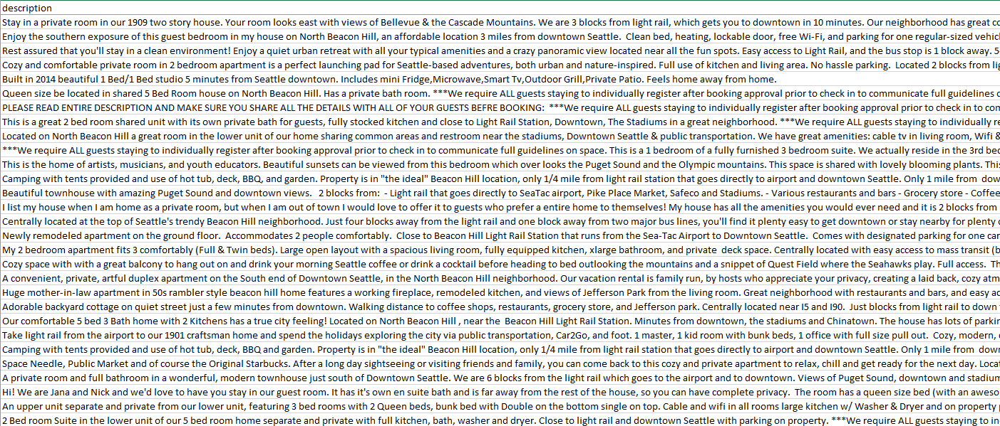 description
Stay in a private room in our 1909 two story house. Your room looks east with views of Bellevue & the Cascade Mountains. We are 3 blocks from light rail, which gets you to downtown in 10 minutes. Our neighborhood has great co
Enjoy the southern exposure of this guest bedroom in my house on North Beacon Hill, an affordable location 3 miles from downtown Seattle.  Clean bed, heating, lockable door, free Wi-Fi, and parking for one regular-sized vehic
Rest assured that you'll stay in a clean environment! Enjoy a quiet urban retreat with all your typical amenities and a crazy panoramic view located near all the fun spots. Easy access to Light Rail, and the bus stop is 1 block away. 5-
Cozy and comfortable private room in 2 bedroom apartment is a perfect launching pad for Seattle-based adventures, both urban and nature-inspired. Full use of kitchen and living area. No hassle parking.  Located 2 blocks from lig
Built in 2014 beautiful 1 Bed/1 Bed studio 5 minutes from Seattle downtown. Includes mini Fridge,Microwave,Smart Tv,Outdoor Grill,Private Patio. Feels home away from home.
Queen size be located in shared 5 Bed Room house on North Beacon Hill. Has a private bath room. ***We require ALL guests staying to individually register after booking approval prior to check in to communicate full guidelines o
PLEASE READ ENTIRE DESCRIPTION AND MAKE SURE YOU SHARE ALL THE DETAILS WITH ALL OF YOUR GUESTS BEFRE BOOKING:  ***We require ALL guests staying to individually register after booking approval prior to check in to con
This is a great 2 bed room shared unit with its own private bath for guests, fully stocked kitchen and close to Light Rail Station, Downtown, The Stadiums in a great neighborhood. ***We require ALL guests staying to individually re
Located on North Beacon Hill a great room in the lower unit of our home sharing common areas and restroom near the stadiums, Downtown Seattle & public transportation. We have great amenities: cable tv in living room, Wifi &
***We require ALL guests staying to individually register after booking approval prior to check in to communicate full guidelines on space. This is a 1 bedroom of a fully furnished 3 bedroom suite. We actually reside in the 3rd bed
This is the home of artists, musicians, and youth educators. Beautiful sunsets can be viewed from this bedroom which over looks the Puget Sound and the Olympic mountains. This space is shared with lovely blooming plants. This
Camping with tents provided and use of hot tub, deck, BBQ, and garden. Property is in "the ideal" Beacon Hill location, only 1/4 mile from light rail station that goes directly to airport and downtown Seattle. Only 1 mile from  dow
Beautiful townhouse with amazing Puget Sound and downtown views.   2 blocks from:  - Light rail that goes directly to SeaTac airport, Pike Place Market, Safeco and Stadiums. - Various restaurants and bars - Grocery store - Coffee
I list my house when I am home as a private room, but when I am out of town I would love to offer it to guests who prefer a entire home to themselves! My house has all the amenities you would ever need and it is 2 blocks from
Centrally located at the top of Seattle's trendy Beacon Hill neighborhood. Just four blocks away from the light rail and one block away from two major bus lines, you'll find it plenty easy to get downtown or stay nearby for plenty o
Newly remodeled apartment on the ground floor.  Accommodates 2 people comfortably.  Close to Beacon Hill Light Rail Station that runs from the Sea-Tac Airport to Downtown Seattle.  Comes with designated parking for one car
My 2 bedroom apartment fits 3 comfortably (Full & Twin beds). Large open layout with a spacious living room, fully equipped kitchen, xlarge bathroom, and private  deck space. Centrally located with easy access to mass transit (b
Cozy space with with a great balcony to hang out on and drink your morning Seattle coffee or drink a cocktail before heading to bed outlooking the mountains and a snippet of Quest Field where the Seahawks play. Full access.  Th
A convenient, private, artful duplex apartment on the South end of Downtown Seattle, in the North Beacon Hill neighborhood. Our vacation rental is family run, by hosts who appreciate your privacy, creating a laid back, cozy atm
Huge mother-in-law apartment in 50s rambler style beacon hill home features a working fireplace, remodeled kitchen, and views of Jefferson Park from the living room. Great neighborhood with restaurants and bars, and easy ac
Adorable backyard cottage on quiet street just a few minutes from downtown. Walking distance to coffee shops, restaurants, grocery store, and Jefferson park. Centrally located near I5 and I90.  Just blocks from light rail to down
Our comfortable 5 bed 3 Bath home with 2 Kitchens has a true city feeling! Located on North Beacon Hill , near the  Beacon Hill Light Rail Station. Minutes from downtown, the stadiums and Chinatown. The house has lots of parkin
Take light rail from the airport to our 1901 craftsman home and spend the holidays exploring the city via public transportation, Car2Go, and foot. 1 master, 1 kid room with bunk beds, 1 office with full size pull out.  Cozy, modern,
Camping with tents provided and use of hot tub, deck, BBQ and garden. Property is in "the ideal" Beacon Hill location, only 1/4 mile from light rail station that goes directly to airport and downtown Seattle. Only 1 mile from  down
Space Needle, Public Market and of course the Original Starbucks. After a long day sightseeing or visiting friends and family, you can come back to this cozy and private apartment to relax, chill and get ready for the next day. Locat
A private room and full bathroom in a wonderful, modern townhouse just south of Downtown Seattle. We are 6 blocks from the light rail which goes to the airport and to downtown. Views of Puget Sound, downtown and stadium
Hi! We are Jana and Nick and we'd love to have you stay in our guest room. It has it's own en suite bath and is far away from the rest of the house, so you can have complete privacy.  The room has a queen size bed (with an aweso
An upper unit separate and private from our lower unit, featuring 3 bed rooms with 2 Queen beds, bunk bed with Double on the bottom single on top. Cable and wifi in all rooms large kitchen w/ Washer & Dryer and on property
2 Bed room Suite in the lower unit of our 5 bed room home separate and private with full kitchen, bath, washer and dryer. Close to light rail and downtown Seattle with parking on property. ***We require ALL guests staying to in